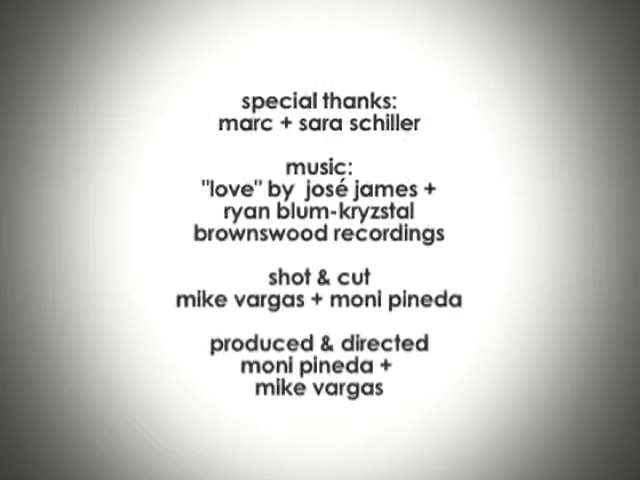 special thanks:
marc + sara schiller
music:
"love" by josé james +
ryan blum-kryzstal
brownswood recordings
shot & cut
mike vargas + moni pineda
produced & directed
moni pineda +
mike vargas